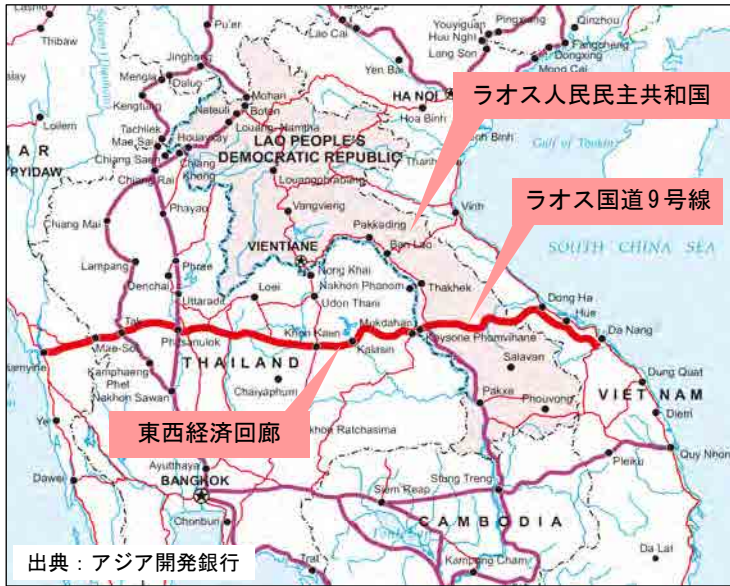 Lashio
Thibaw
Pu'er
Lao Cai
Youyiguan
Huu Nghi
Lang Son
Pingxiang
Qinzhou
Fangcheng
Dongxing
Mong Cai
Jinghong
Mengla
Daluo
Yen Bai
HA NOI
Kengtung
Mohan
Nateuil
Boten
Hoa Binh
ラオス人民民主共和国
Loilem
Tachilek
Mae Sai
Houayxay
Louang-Namtha
LAO PEOPLE'S
DEMOCRATIC REPUBLIC
Gulf of Tonkin
MAR
PYIDAW
Chiang Saen
Chiang Rai
Chiang
Khong
Louangphrabang
ラオス国道9号線
Phayao
Vangvieng
Vinh
Chiang Mai
Pakkading
Ban Lao
SOUTH CHINA SEA
VIENTIANE
Lampang
Phrae
Nong Khai
Denchai
Loei
Nakhon Phanom
Thakhek
Uttaradit
Udon Thani
Dong Ha
Hue
Tak
Mukdahan
Da Nang
Mae-Sot
Phitsanulok
Khon Kaen
Kalasin
Kaysone Phomvihane
Kamphaeng
Phet
THAILAND
Salavan
Dung Quat
Chaiyaphum
VIET NAM
Nakhon Sawan
Pakxe
Phouvong
Ye
東西経済回廊
Ratchasima
Pleiku
Quy Nhon
Ayutthaya
Dawei
BANGKOK
Siem Reap
Stung Treng
Chonburi
CAMBODIA
出典：アジア開発銀行
Trat
Kampong Cham
Da Lat